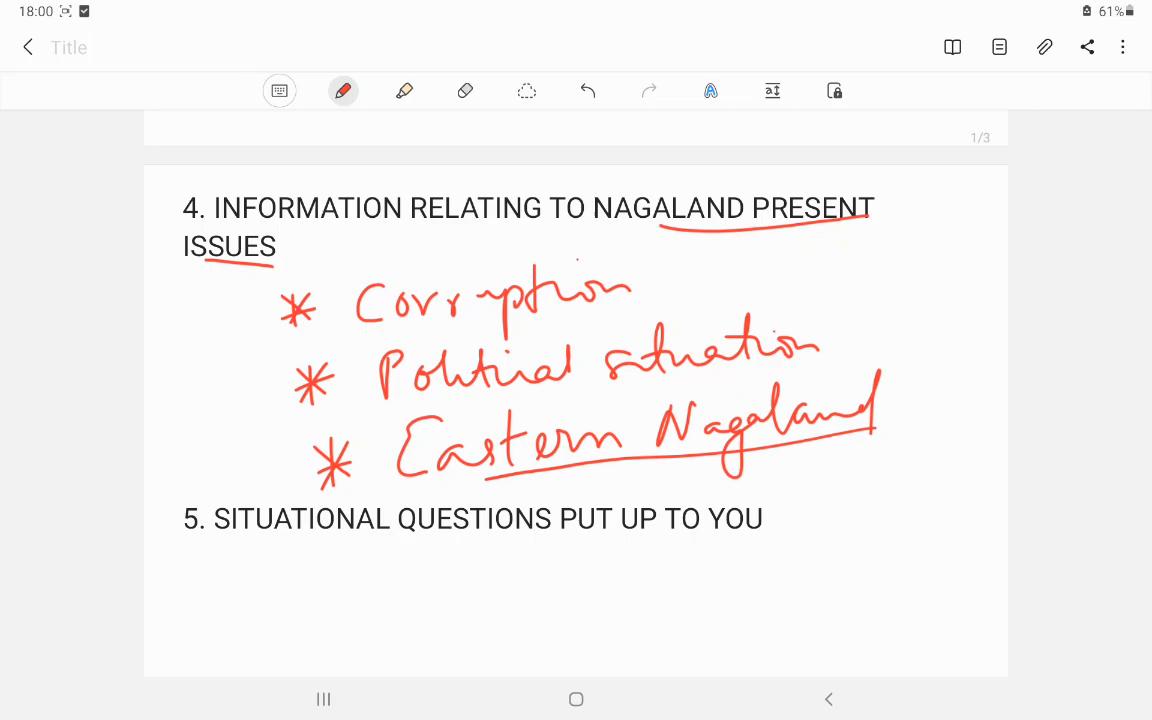 18:00
61%
Title
1/3
4. INFORMATION RELATING TO NAGALAND PRESENT
ISSUES
* Corruption
* Political situation
* Eastern Nagaland
5. SITUATIONAL QUESTIONS PUT UP TO YOU